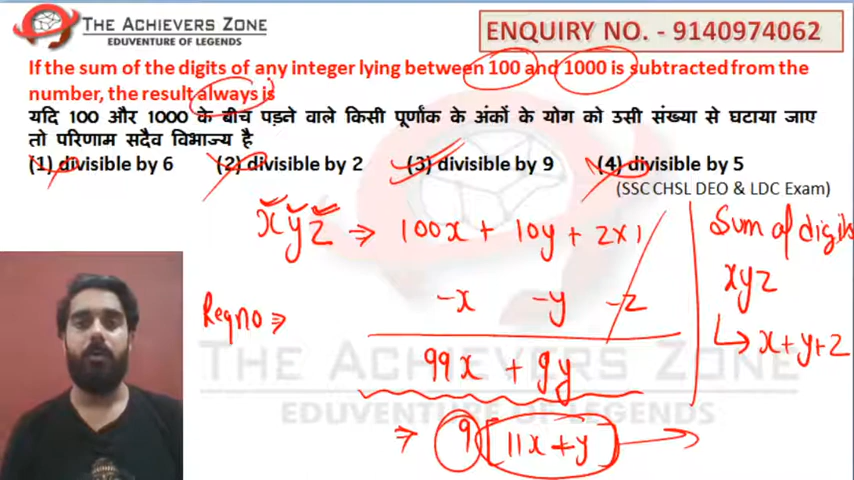 THE ACHIEVERS ZONE
EDUVENTURE OF LEGENDS
ENQUIRY NO. - 9140974062
If the sum of the digits of any integer lying between 100 and 1000 is subtracted from the
number, the result always is
यदि 100 और 1000 के बीच पड़ने वाले किसी पूर्णांक के अंकों के योग को उसी संख्या से घटाया जाए
तो परिणाम सदैव विभाज्य है
(1) divisible by 6 (2) divisible by 2 (3) divisible by 9 (4) divisible by 5
(SSC CHSL DEO & LDC Exam)
xyz ⇒ 100x + 10y + z×1
Sum of digits
xyz
Reqno ⇒ -x -y -z
↳ x+y+z
THE ACHIEVERS ZONE
99x + 9y
EDUVENTURE OF LEGENDS
⇒ 9[11x+y] →